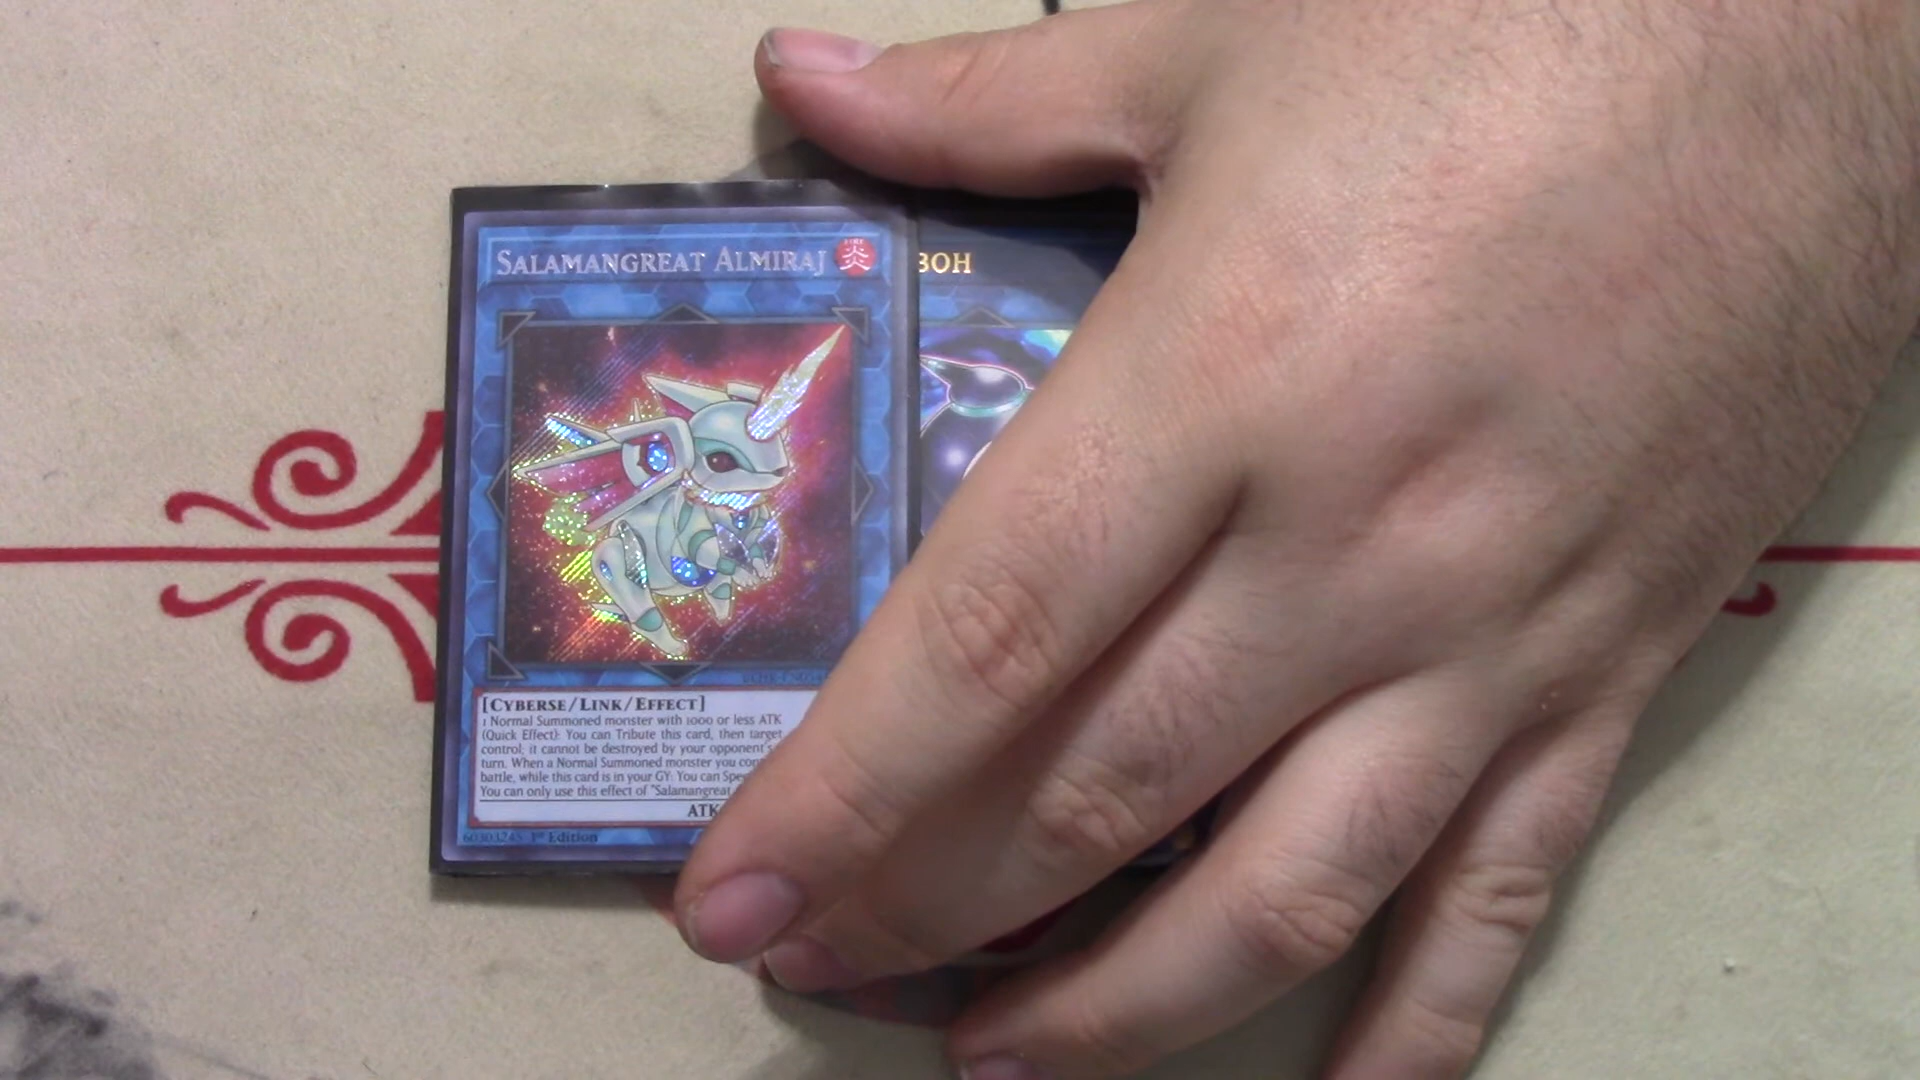 SALAMANGREAT ALMIRAJ
BOH
[CYBERSE/LINK/EFFECT]
1 Normal Summoned monster with 1000 or less ATK
(Quick Effect): You can Tribute this card, then target
control; it cannot be destroyed by your opponent's
turn. When a Normal Summoned monster you
battle, while this card is in your GY: You can
You can only use this effect of "Salamangreat
ATK
60303245 1st Edition